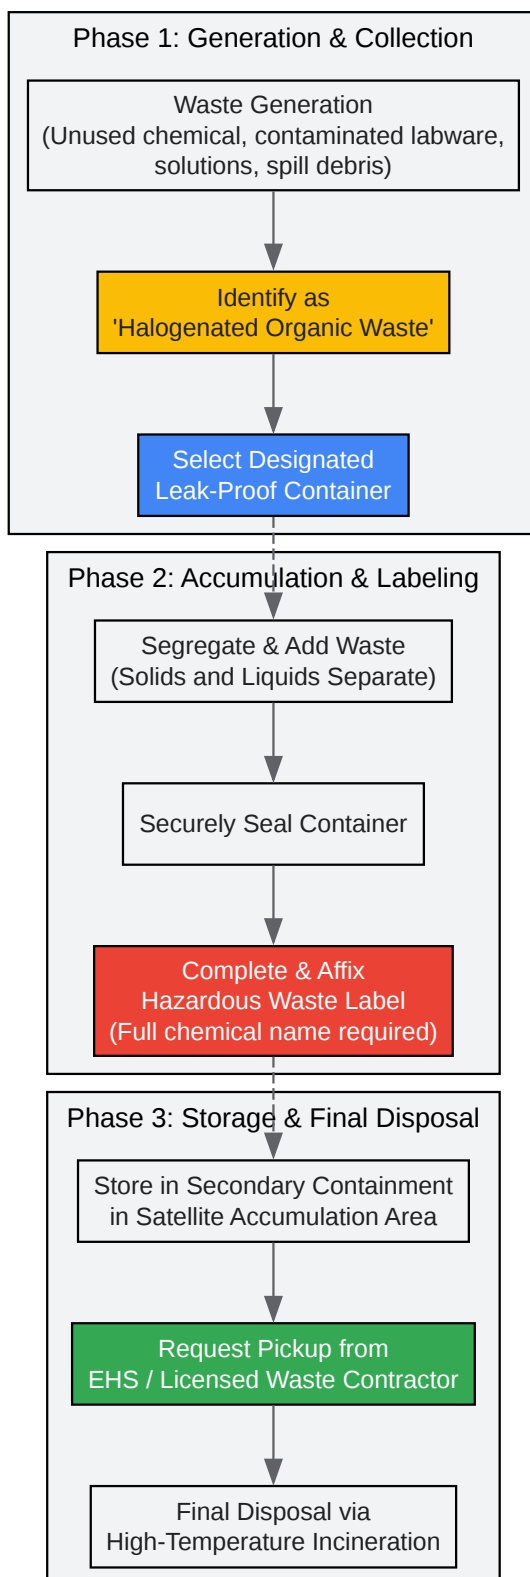 Phase 1: Generation & Collection
Waste Generation
(Unused chemical, contaminated labware,
solutions, spill debris)
Identify as
'Halogenated Organic Waste'
Select Designated
Leak-Proof Container
Phase 2: Accumulation & Labeling
Segregate & Add Waste
(Solids and Liquids Separate)
Securely Seal Container
Complete & Affix
Hazardous Waste Label
(Full chemical name required)
Phase 3: Storage & Final Disposal
Store in Secondary Containment
in Satellite Accumulation Area
Request Pickup from
EHS / Licensed Waste Contractor
Final Disposal via
High-Temperature Incineration